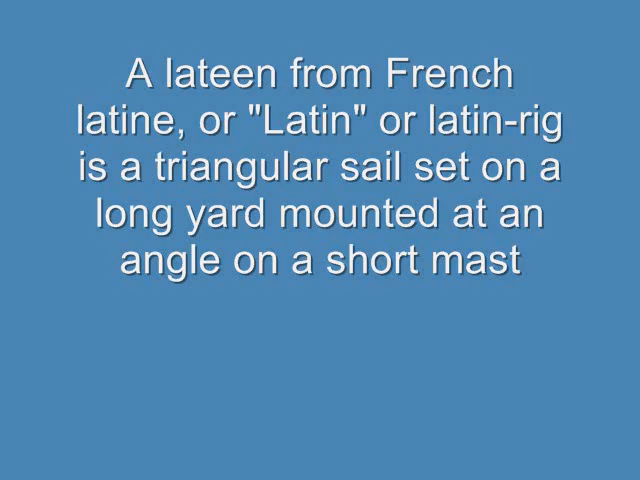 A lateen from French
latine, or "Latin" or latin-rig
is a triangular sail set on a
long yard mounted at an
angle on a short mast